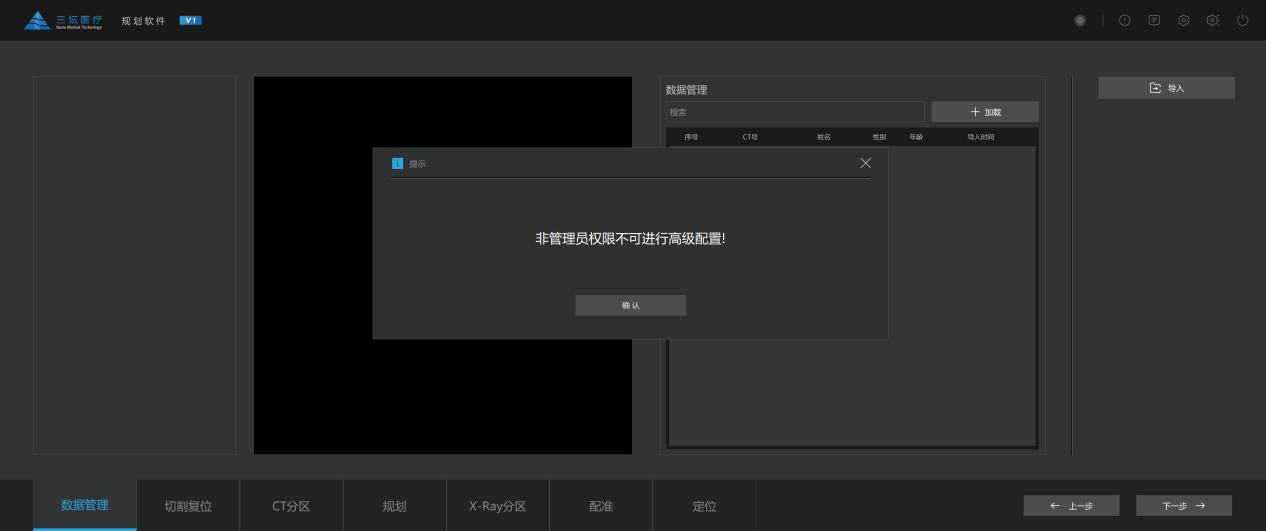 三坛医疗
Santa Medical Technology
规划软件
V1
数据管理
搜索
加载
导入
序号 CT号 姓名 性别 年龄 导入时间
提示
非管理员权限不可进行高级配置!
确认
数据管理 切割复位 CT分区 规划 X-Ray分区 配准 定位
上一步 下一步